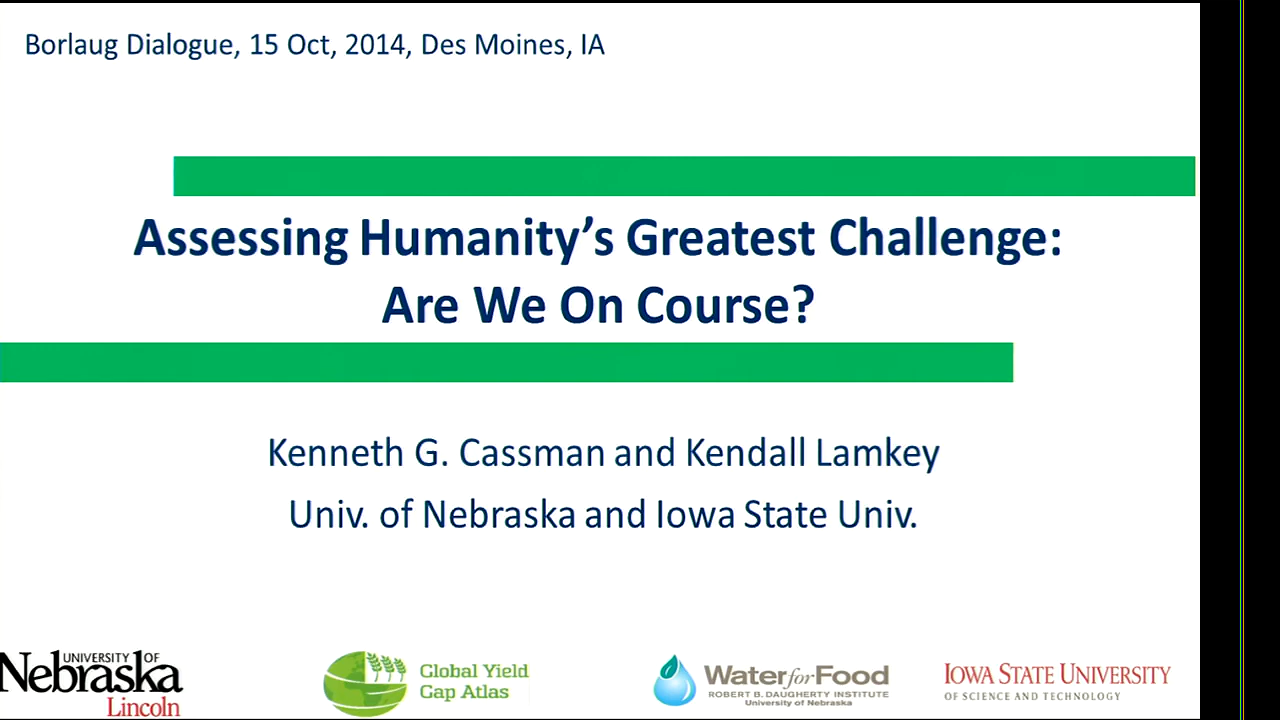 Borlaug Dialogue, 15 Oct, 2014, Des Moines, IA
Assessing Humanity's Greatest Challenge:
Are We On Course?
Kenneth G. Cassman and Kendall Lamkey
Univ. of Nebraska and Iowa State Univ.
UNIVERSITY OF
Nebraska
Lincoln
Global Yield
Gap Atlas
Water for Food
ROBERT B. DAUGHERTY INSTITUTE
University of Nebraska
IOWA STATE UNIVERSITY
OF SCIENCE AND TECHNOLOGY